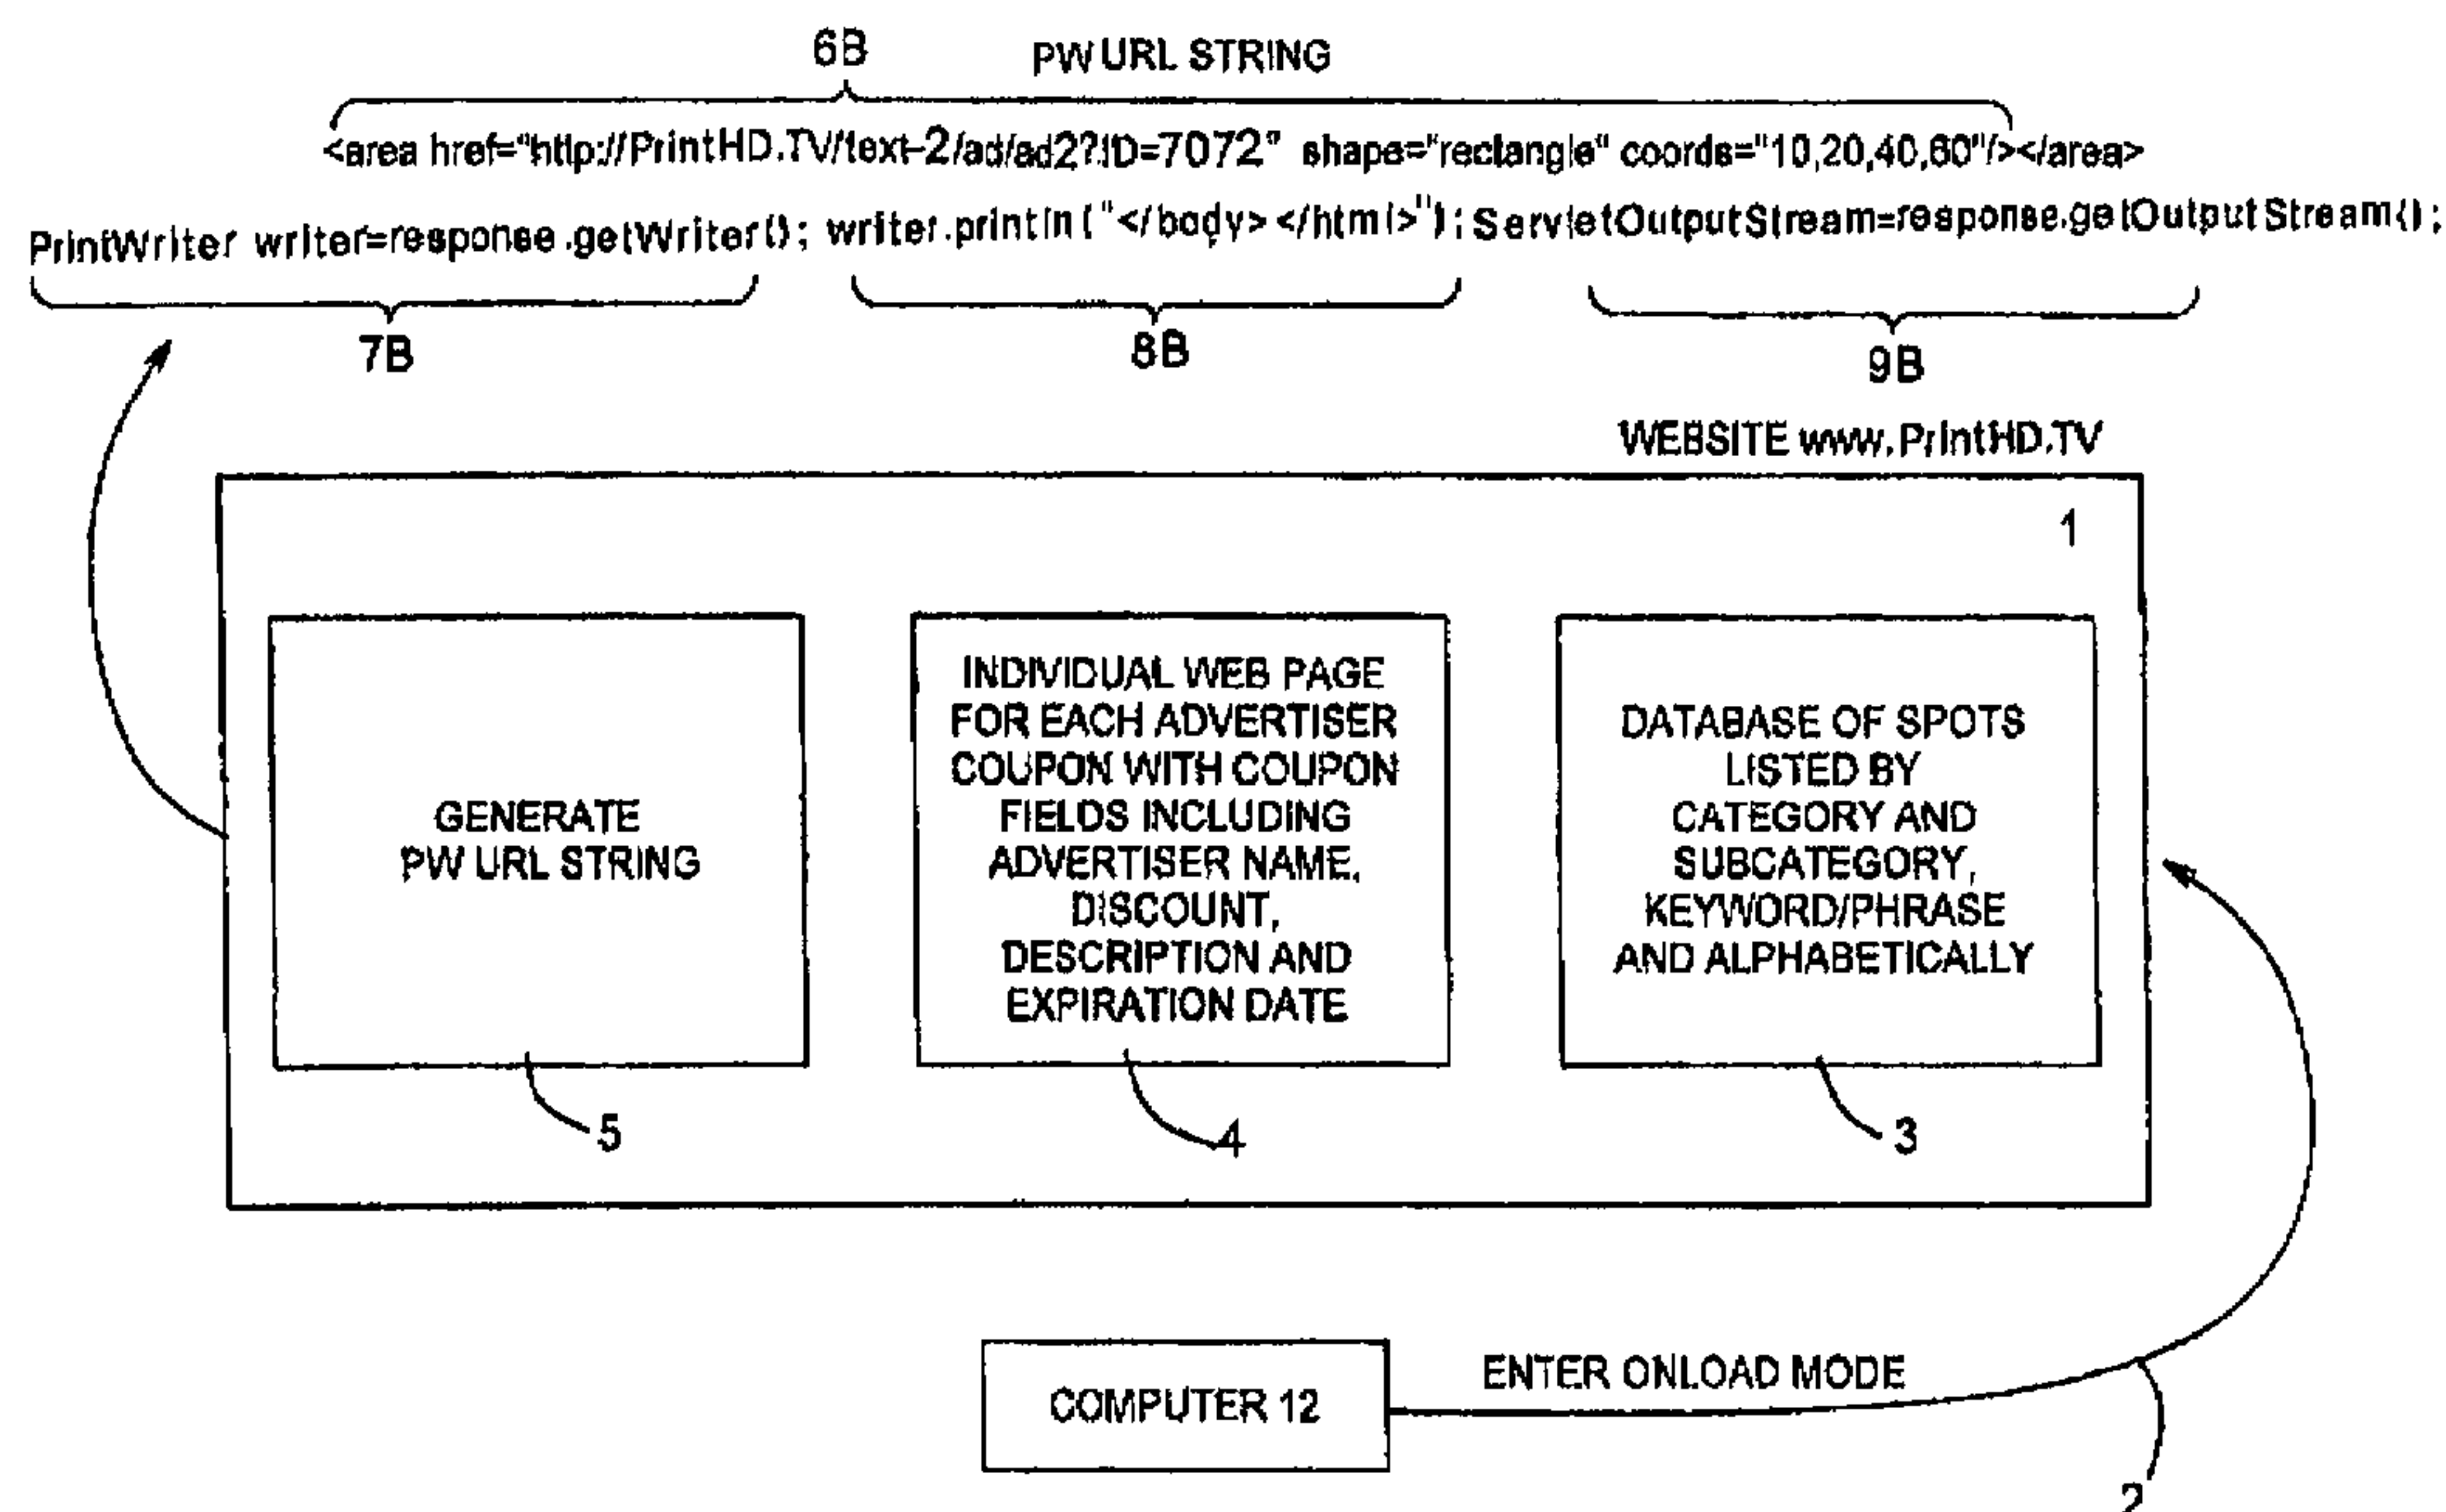 6B PW URL STRING
<area href="http://PrintHD.TV/text-2/ad/ad2?ID=7072" shape="rectangle" coords="10,20,40,60"/></area>
PrintWriter writer=response.getWriter(); writer.println("</body></html>"); ServletOutputStream=response.getOutputStream();
7B 8B 9B
WEBSITE www.PrintHD.TV
1
GENERATE
PW URL STRING
5
INDIVIDUAL WEB PAGE
FOR EACH ADVERTISER
COUPON WITH COUPON
FIELDS INCLUDING
ADVERTISER NAME,
DISCOUNT,
DESCRIPTION AND
EXPIRATION DATE
4
DATABASE OF SPOTS
LISTED BY
CATEGORY AND
SUBCATEGORY,
KEYWORD/PHRASE
AND ALPHABETICALLY
3
COMPUTER 12
ENTER ONLOAD MODE
2